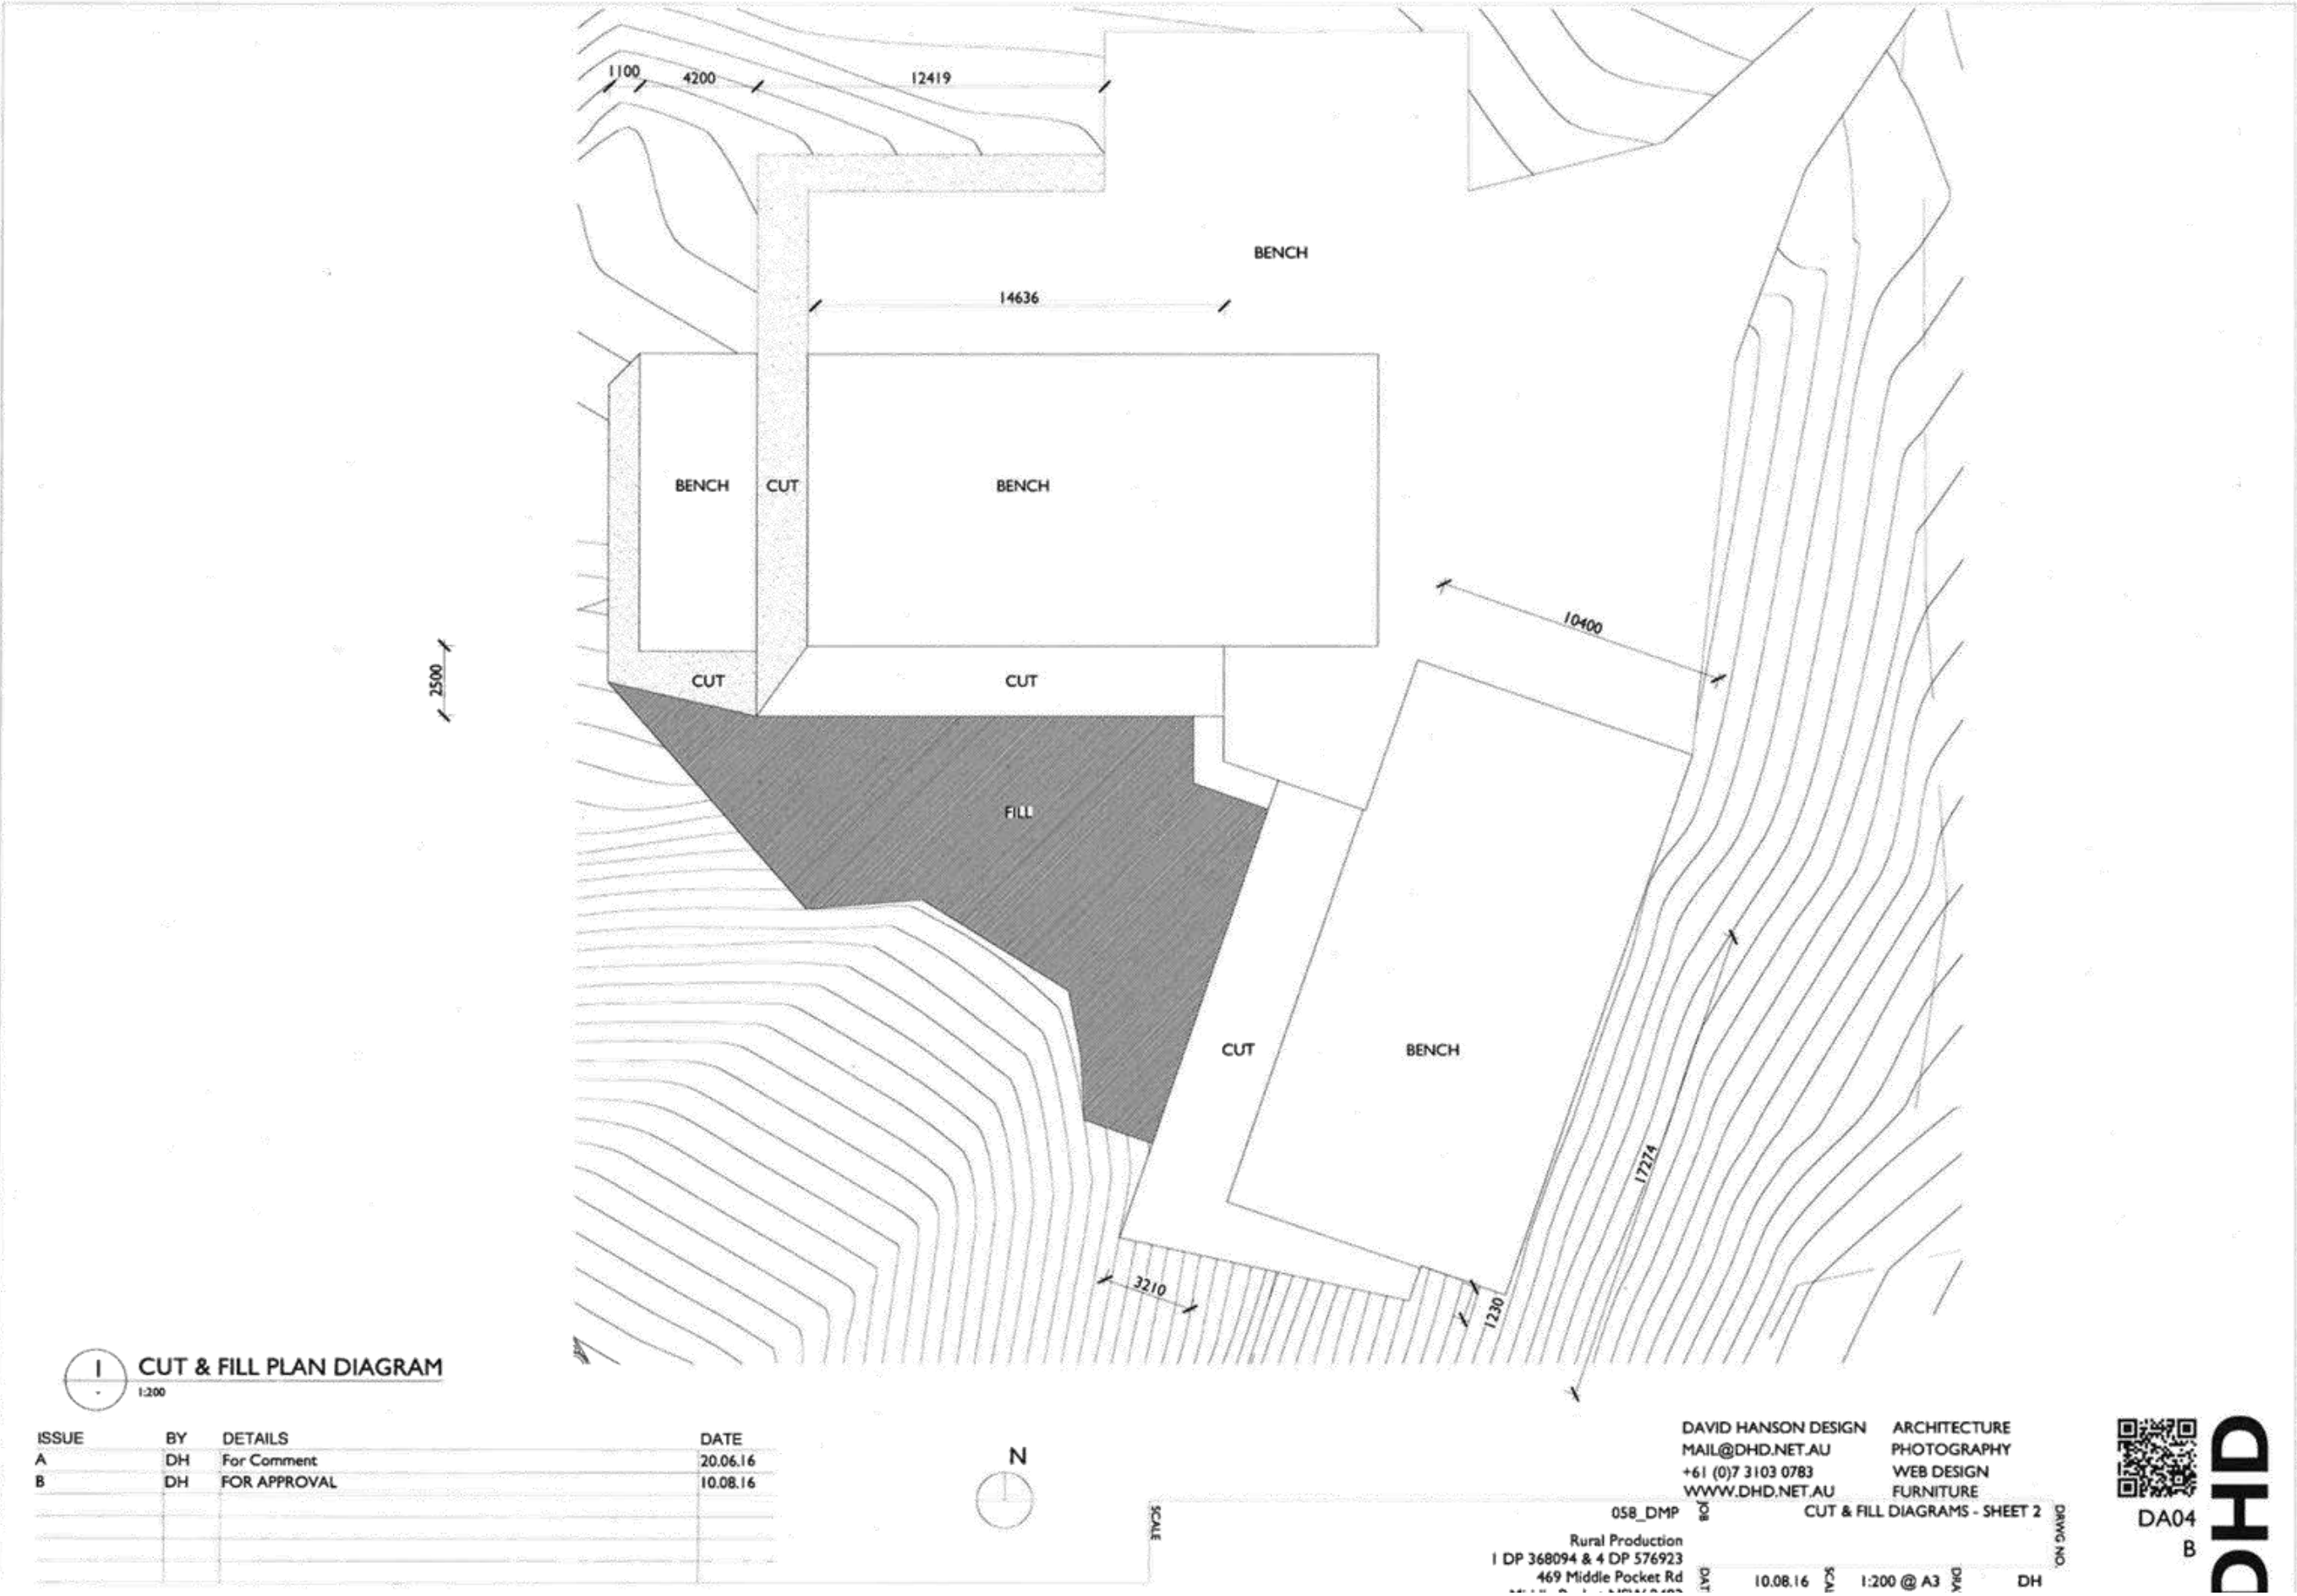 1100 4200 12419
BENCH
14636
BENCH CUT BENCH
10400
2500
CUT CUT
FILL
CUT BENCH
17274
3210
1230
1 CUT & FILL PLAN DIAGRAM
-
1:200
ISSUE BY DETAILS DATE
A DH For Comment 20.06.16
B DH FOR APPROVAL 10.08.16
N
DAVID HANSON DESIGN ARCHITECTURE
MAIL@DHD.NET.AU PHOTOGRAPHY
+61 (0)7 3103 0783 WEB DESIGN
WWW.DHD.NET.AU FURNITURE
SCALE
058_DMP JOB CUT & FILL DIAGRAMS - SHEET 2 DRWG NO. DA04
Rural Production B
1 DP 368094 & 4 DP 576923
469 Middle Pocket Rd 10.08.16 1:200 @ A3 DH
DHD